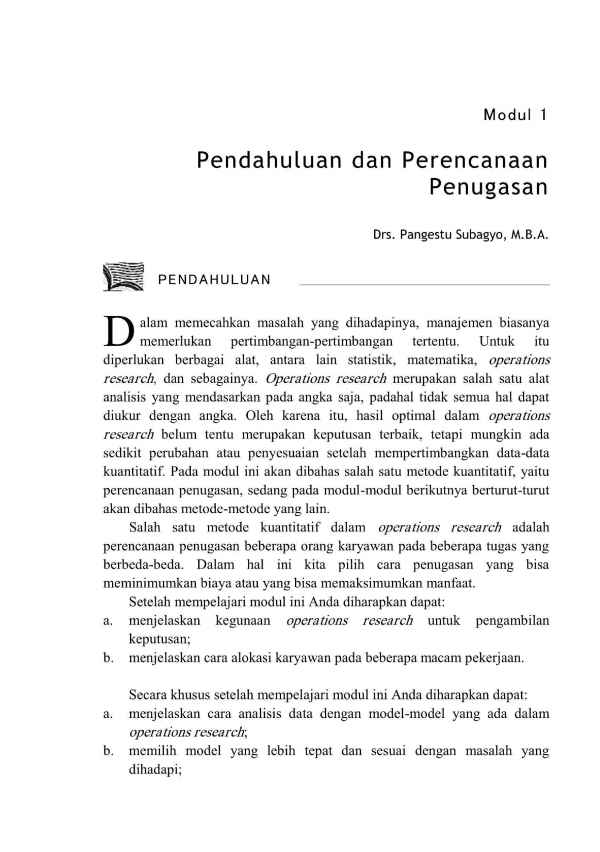 Modul 1
Pendahuluan dan Perencanaan
Penugasan
Drs. Pangestu Subagyo, M.B.A.
PENDAHULUAN
Dalam memecahkan masalah yang dihadapinya, manajemen biasanya
memerlukan pertimbangan-pertimbangan tertentu. Untuk itu
diperlukan berbagai alat, antara lain statistik, matematika, operations
research, dan sebagainya. Operations research merupakan salah satu alat
analisis yang mendasarkan pada angka saja, padahal tidak semua hal dapat
diukur dengan angka. Oleh karena itu, hasil optimal dalam operations
research belum tentu merupakan keputusan terbaik, tetapi mungkin ada
sedikit perubahan atau penyesuaian setelah mempertimbangkan data-data
kuantitatif. Pada modul ini akan dibahas salah satu metode kuantitatif, yaitu
perencanaan penugasan, sedang pada modul-modul berikutnya berturut-turut
akan dibahas metode-metode yang lain.
Salah satu metode kuantitatif dalam operations research adalah
perencanaan penugasan beberapa orang karyawan pada beberapa tugas yang
berbeda-beda. Dalam hal ini kita pilih cara penugasan yang bisa
meminimumkan biaya atau yang bisa memaksimumkan manfaat.
Setelah mempelajari modul ini Anda diharapkan dapat:
a. menjelaskan kegunaan operations research untuk pengambilan
keputusan;
b. menjelaskan cara alokasi karyawan pada beberapa macam pekerjaan.
Secara khusus setelah mempelajari modul ini Anda diharapkan dapat:
a. menjelaskan cara analisis data dengan model-model yang ada dalam
operations research;
b. memilih model yang lebih tepat dan sesuai dengan masalah yang
dihadapi;